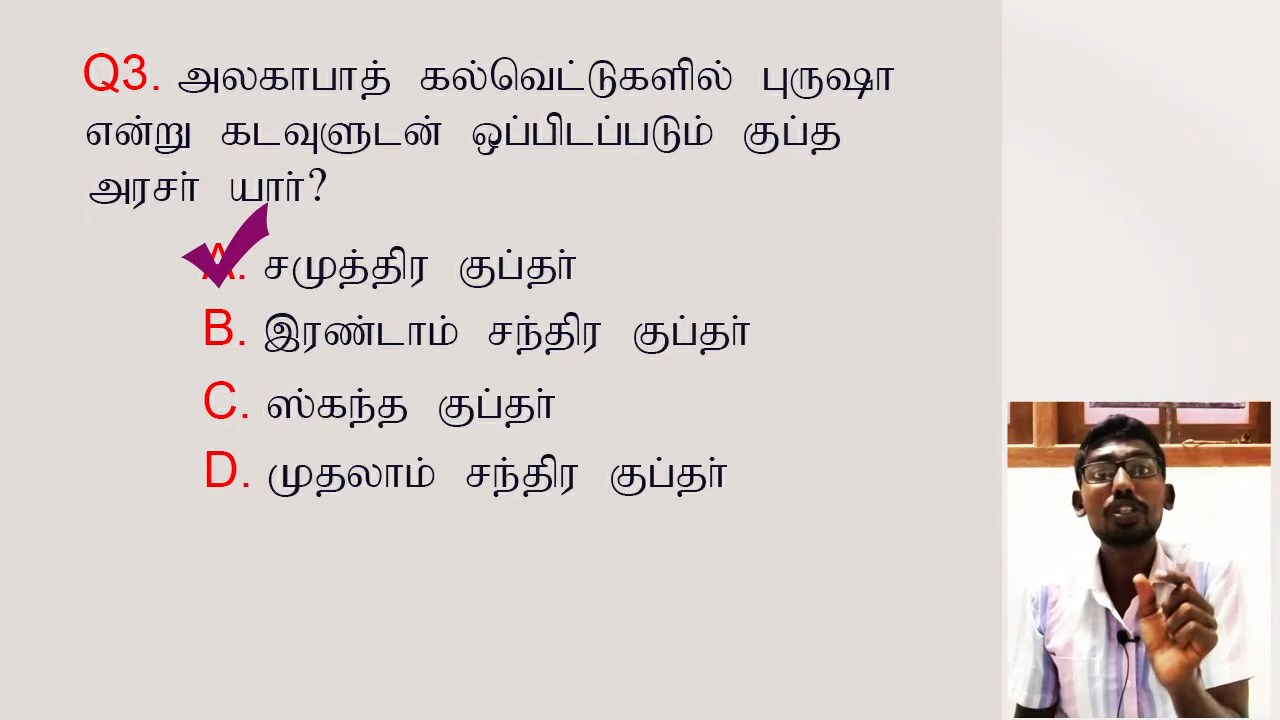 Q3. அலகாபாத் கல்வெட்டுகளில் புருஷா
என்று கடவுளுடன் ஒப்பிடப்படும் குப்த
அரசர் யார்?
A. சமுத்திர குப்தர்
B. இரண்டாம் சந்திர குப்தர்
C. ஸ்கந்த குப்தர்
D. முதலாம் சந்திர குப்தர்